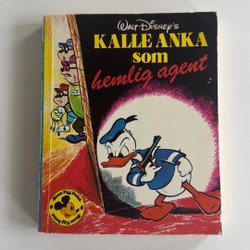 WALT DISNEY'S
KALLE ANKA
som
hemlig agent